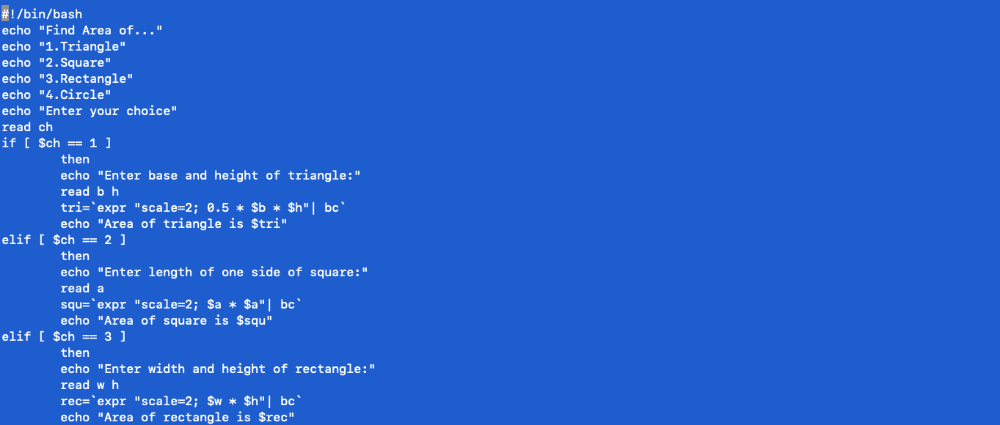 #!/bin/bash
echo "Find Area of..."
echo "1.Triangle"
echo "2.Square"
echo "3.Rectangle"
echo "4.Circle"
echo "Enter your choice"
read ch
if [ $ch == 1 ]
        then
        echo "Enter base and height of triangle:"
        read b h
        tri=`expr "scale=2; 0.5 * $b * $h"| bc`
        echo "Area of triangle is $tri"
elif [ $ch == 2 ]
        then
        echo "Enter length of one side of square:"
        read a
        squ=`expr "scale=2; $a * $a"| bc`
        echo "Area of square is $squ"
elif [ $ch == 3 ]
        then
        echo "Enter width and height of rectangle:"
        read w h
        rec=`expr "scale=2; $w * $h"| bc`
        echo "Area of rectangle is $rec"